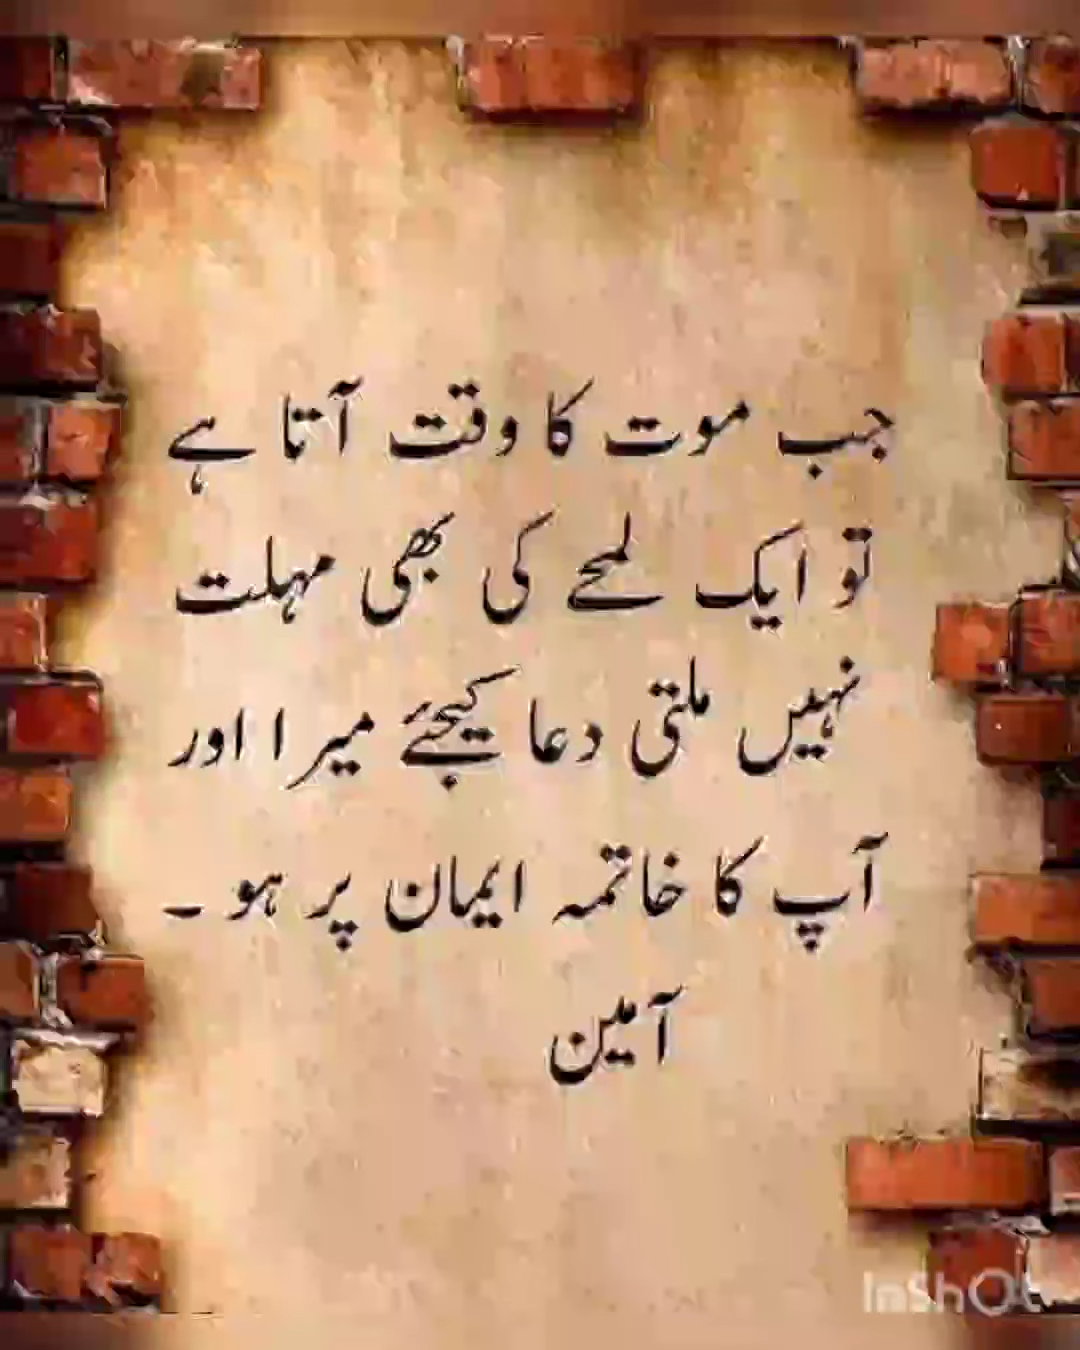 جب موت کا وقت آتا ہے
تو ایک لمحے کی بھی مہلت
نہیں ملتی دعا کیجئے میرا اور
آپ کا خاتمہ ایمان پر ہو ۔
آمین
InShOt